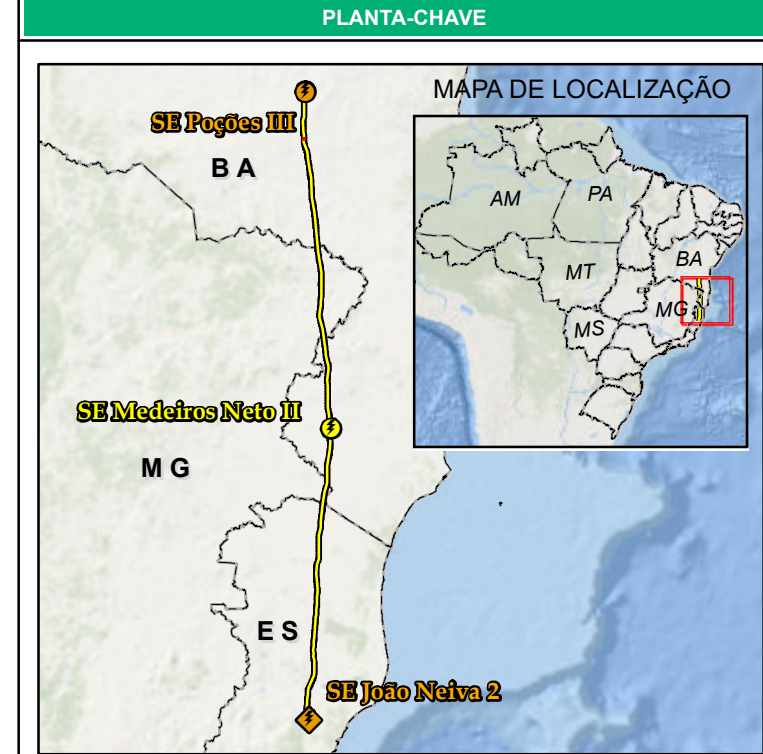 PLANTA-CHAVE
MAPA DE LOCALIZAÇÃO
SE Poções III
B A
AM
PA
BA
MT
MG
MS
SE Medeiros Neto II
M G
E S
SE João Neiva 2